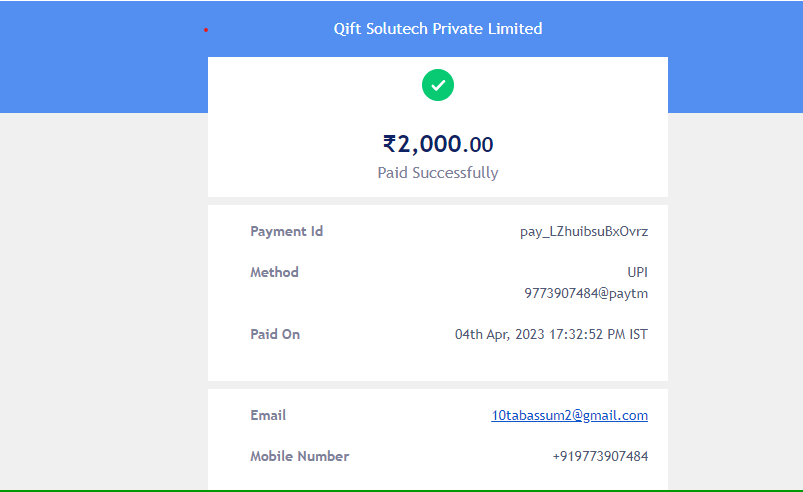 Qift Solutech Private Limited
₹2,000.00
Paid Successfully
Payment Id pay_LZhuibsuBxOvrz
Method UPI
9773907484@paytm
Paid On 04th Apr, 2023 17:32:52 PM IST
Email 10tabassum2@gmail.com
Mobile Number +919773907484